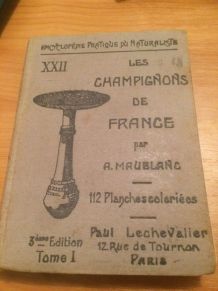 ENCYCLOPÉDIE PRATIQUE DU NATURALISTE
XXII
LES
CHAMPIGNONS
DE
FRANCE
par
A. MAUBLANC
112 Planches coloriées
3ème Edition
Tome I
Paul Lechevalier
12, Rue de Tournon
PARIS